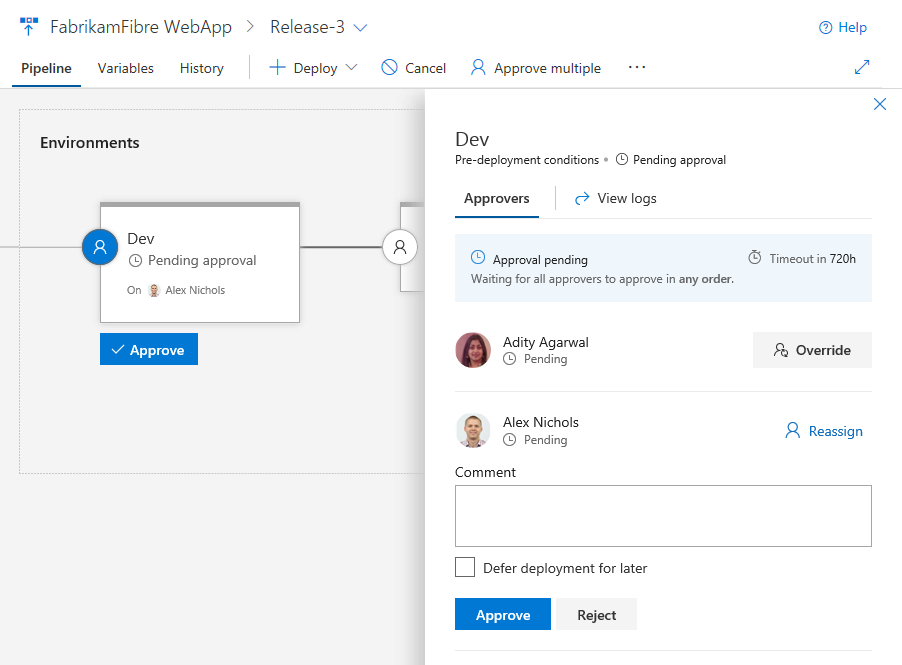 FabrikamFibre WebApp > Release-3
Help
Pipeline Variables History Deploy Cancel Approve multiple ...
Environments
Dev
Pending approval
On Alex Nichols
Approve
Dev
Pre-deployment conditions • Pending approval
Approvers View logs
Approval pending Timeout in 720h
Waiting for all approvers to approve in any order.
Adity Agarwal
Pending
Override
Alex Nichols
Pending
Reassign
Comment
Defer deployment for later
Approve Reject